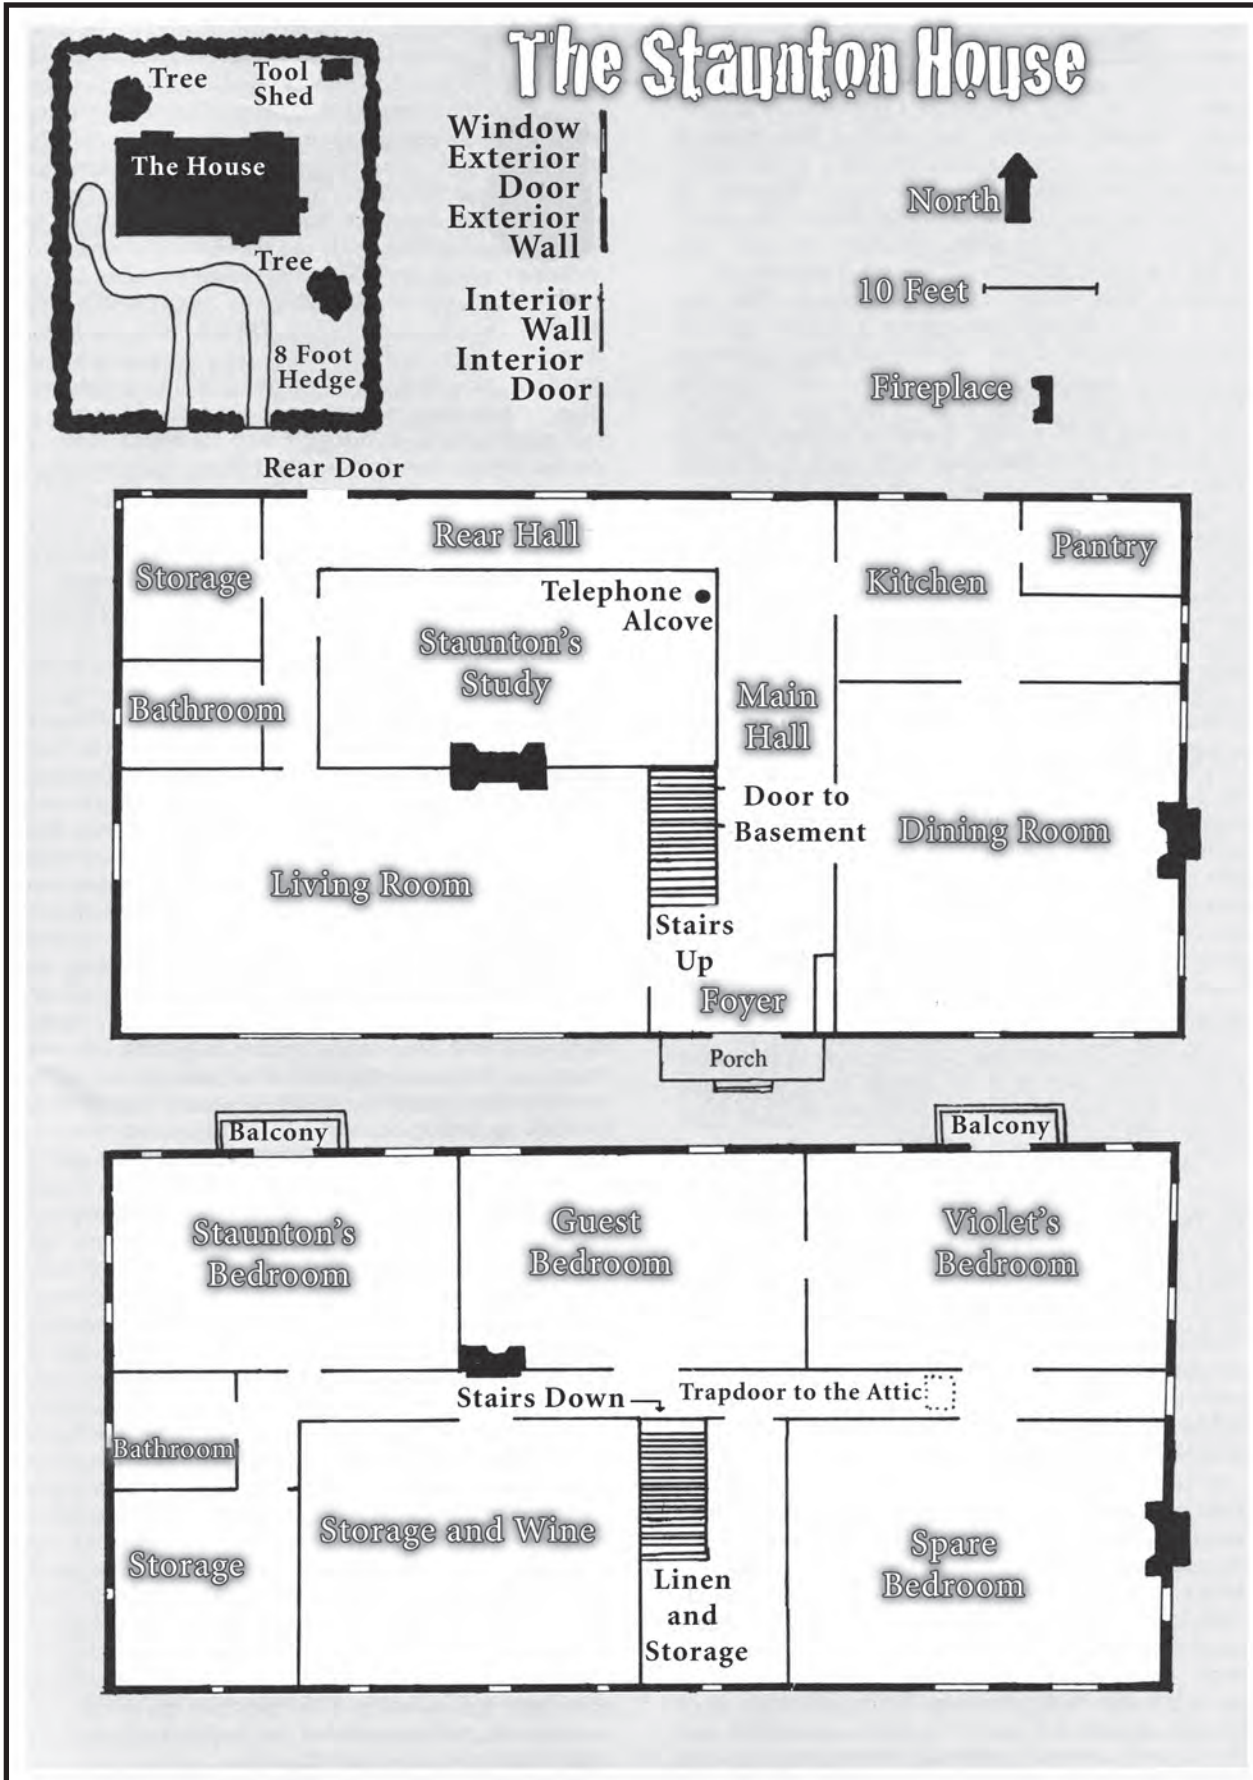 The Staunton House
Tree
Tool
Shed
The House
Tree
8 Foot
Hedge
Window
Exterior
Door
Exterior
Wall
Interior
Wall
Interior
Door
North
10 Feet
Fireplace
Rear Door
Rear Hall
Storage
Telephone
Alcove
Kitchen
Pantry
Staunton's
Study
Bathroom
Main
Hall
Door to
Basement
Dining Room
Living Room
Stairs
Up
Foyer
Porch
Balcony
Balcony
Staunton's
Bedroom
Guest
Bedroom
Violet's
Bedroom
Stairs Down
Trapdoor to the Attic
Bathroom
Storage and Wine
Storage
Spare
Bedroom
Linen
and
Storage